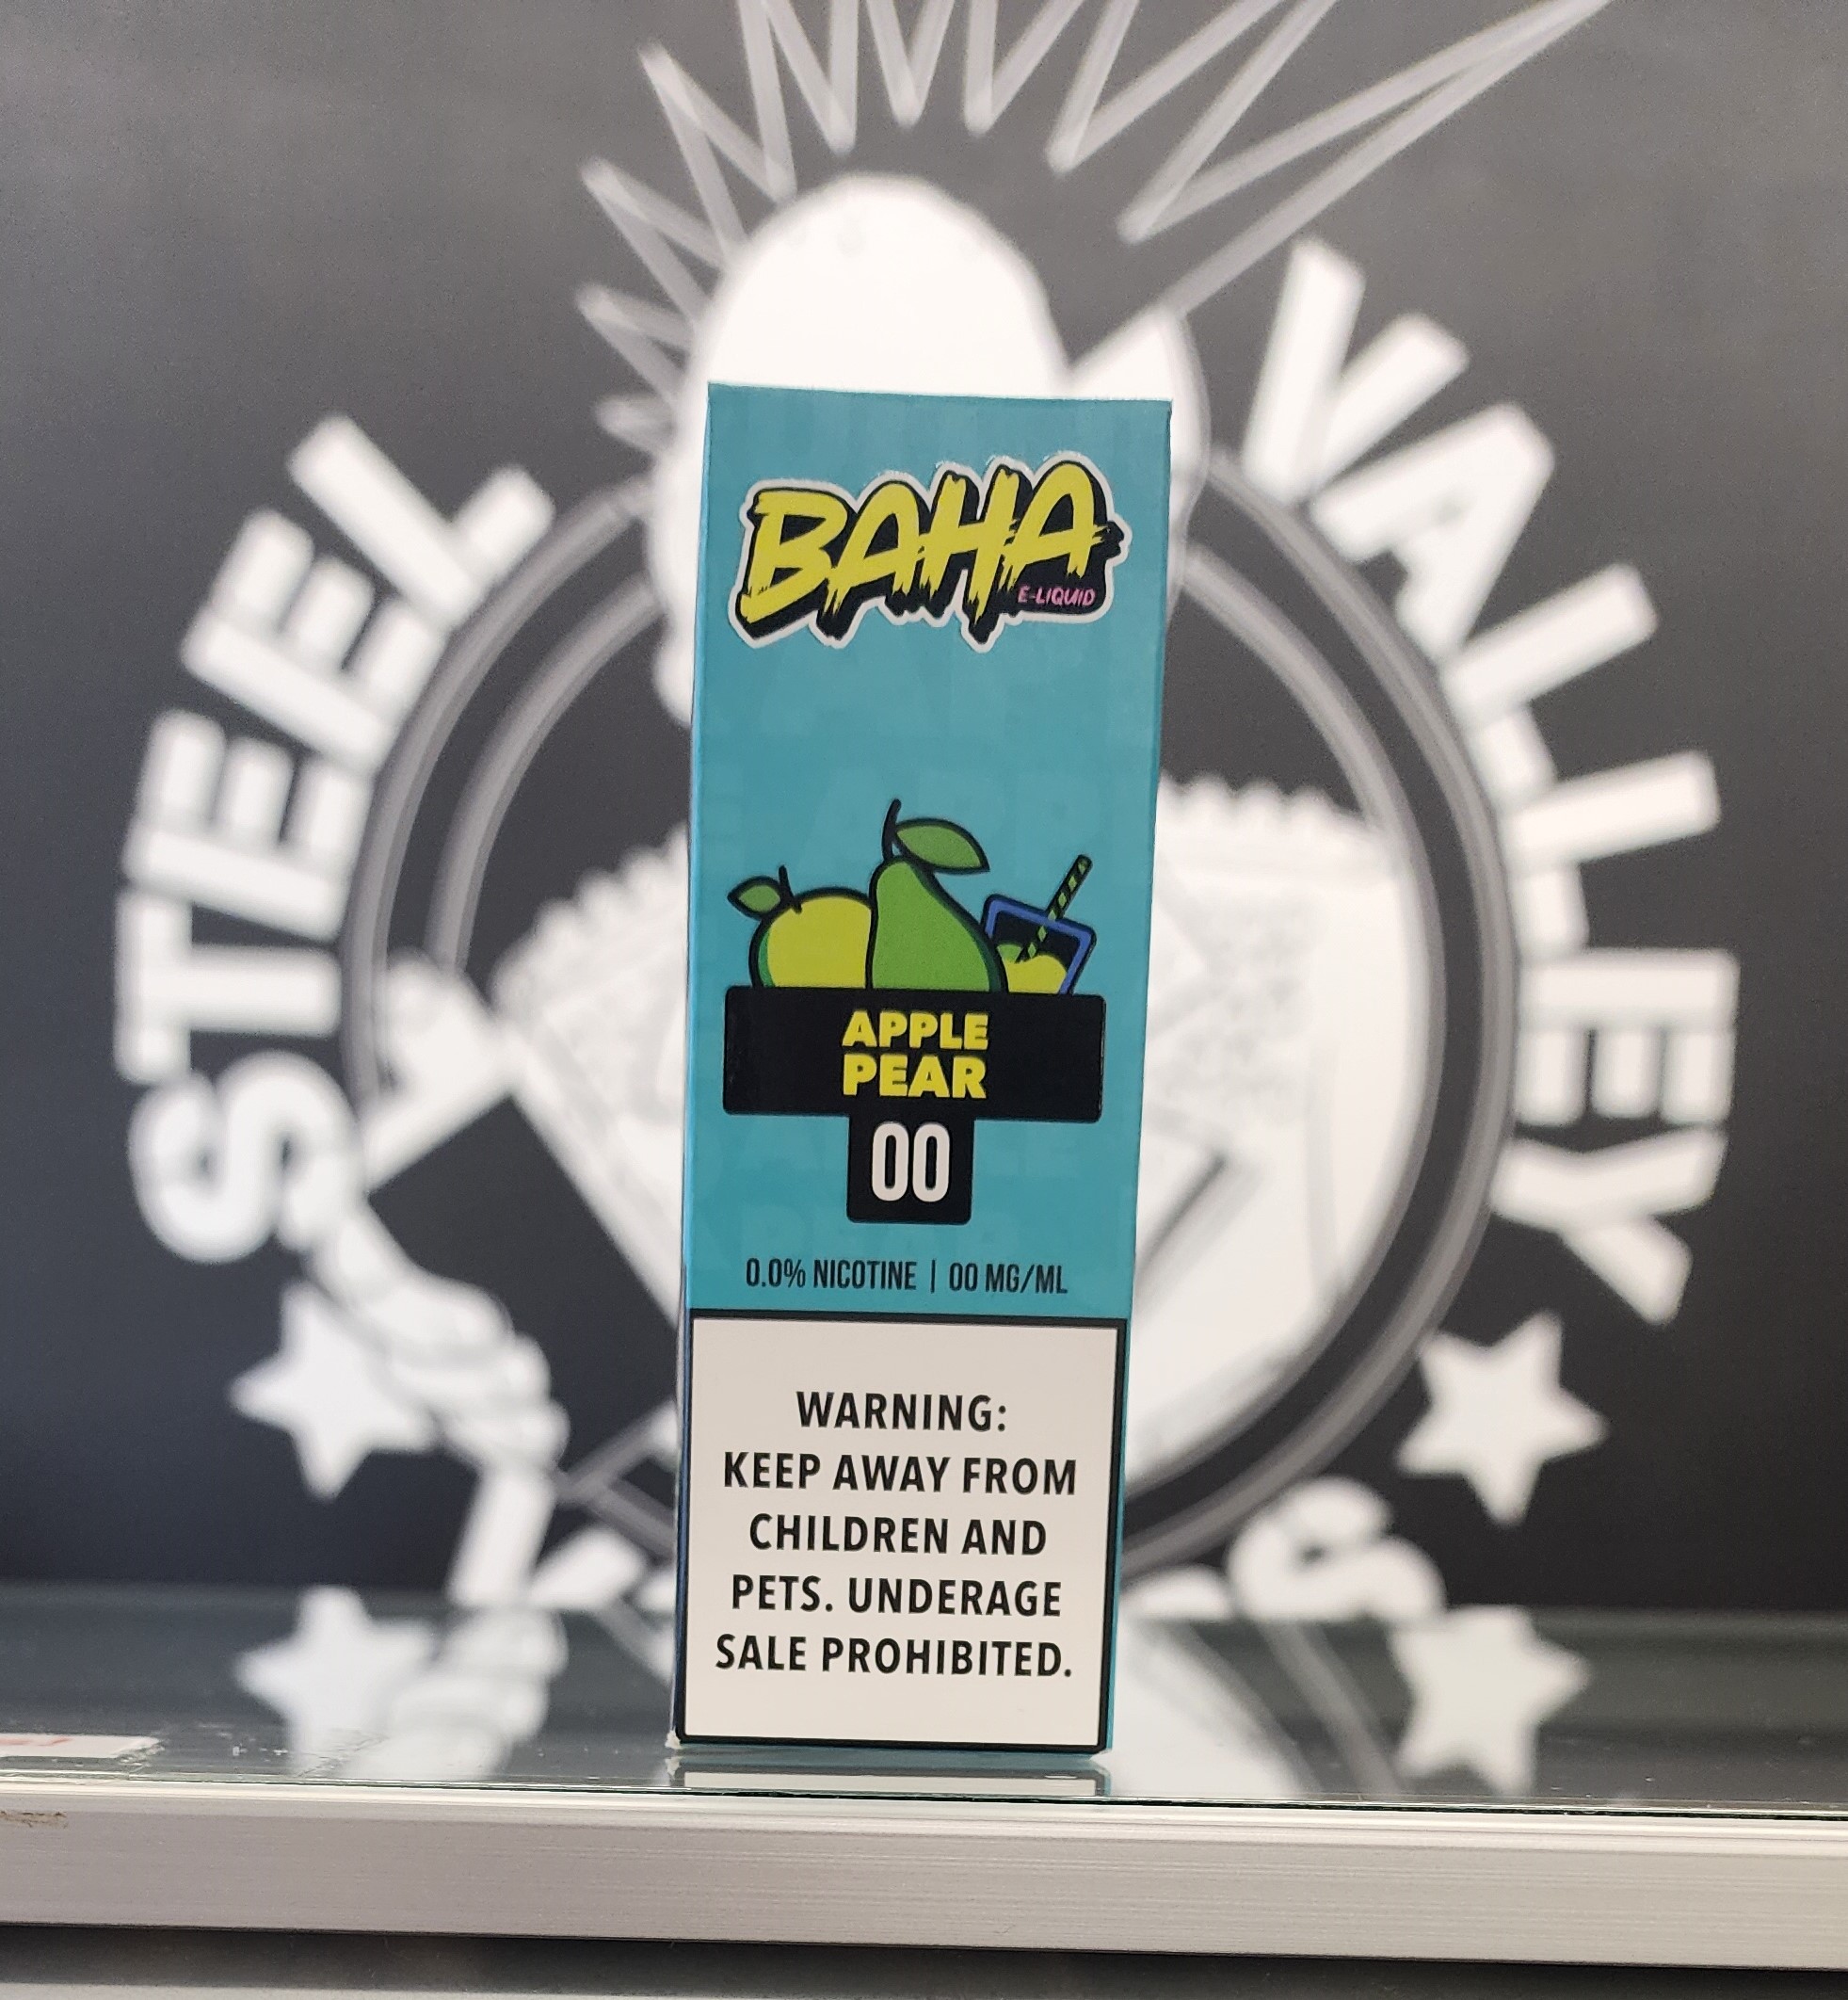 STEEL VALLEY
BAHA
E-LIQUID
APPLE
PEAR
00
0.0% NICOTINE | 00 MG/ML
WARNING:
KEEP AWAY FROM
CHILDREN AND
PETS. UNDERAGE
SALE PROHIBITED.